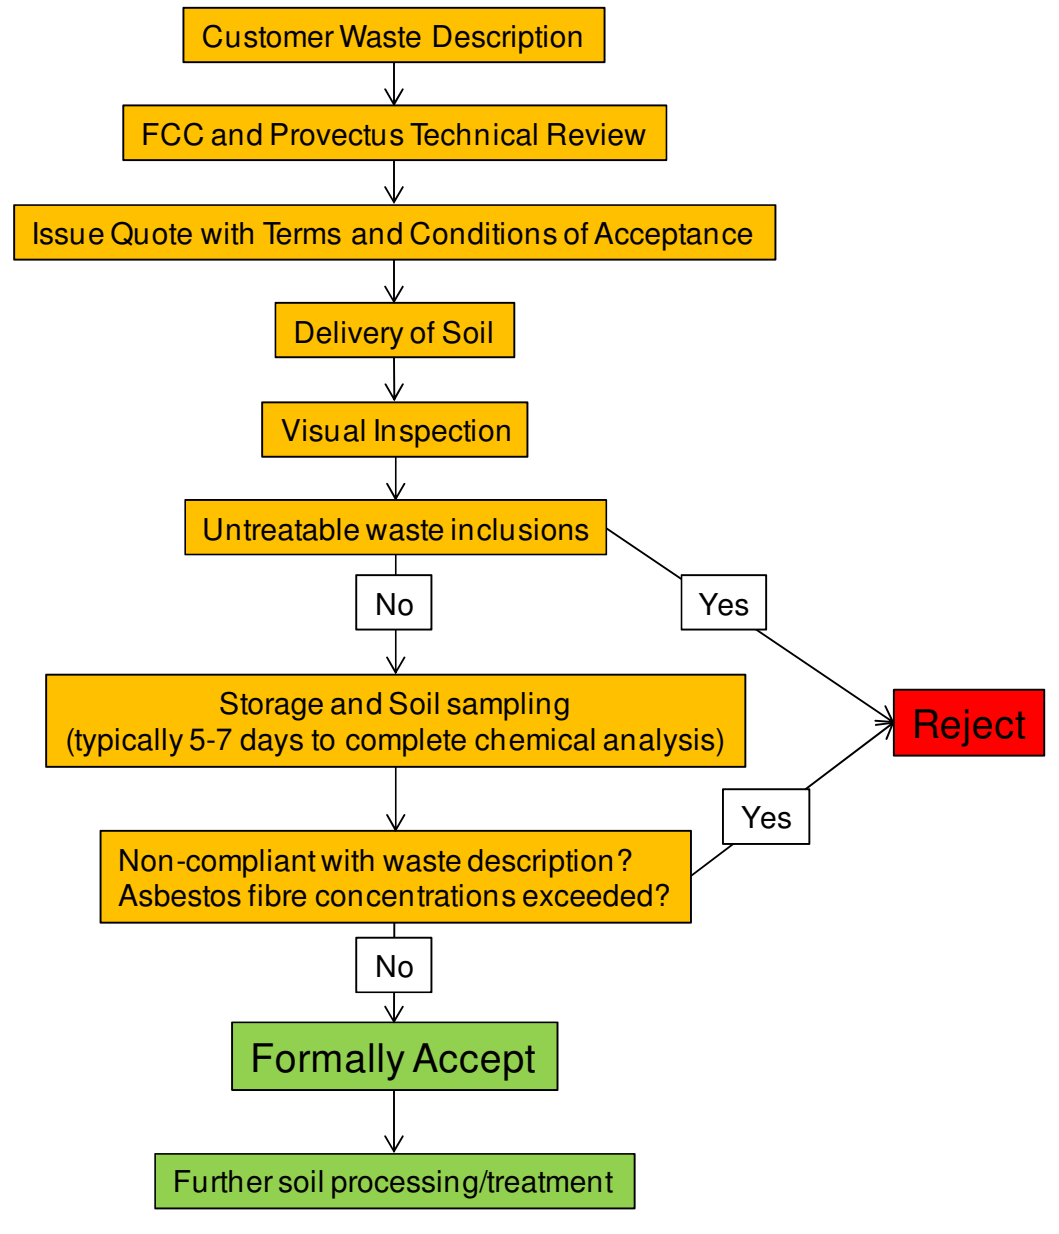 Customer Waste Description
FCC and Provectus Technical Review
Issue Quote with Terms and Conditions of Acceptance
Delivery of Soil
Visual Inspection
Untreatable waste inclusions
No
Yes
Storage and Soil sampling
(typically 5-7 days to complete chemical analysis)
Reject
Yes
Non-compliant with waste description?
Asbestos fibre concentrations exceeded?
No
Formally Accept
Further soil processing/treatment